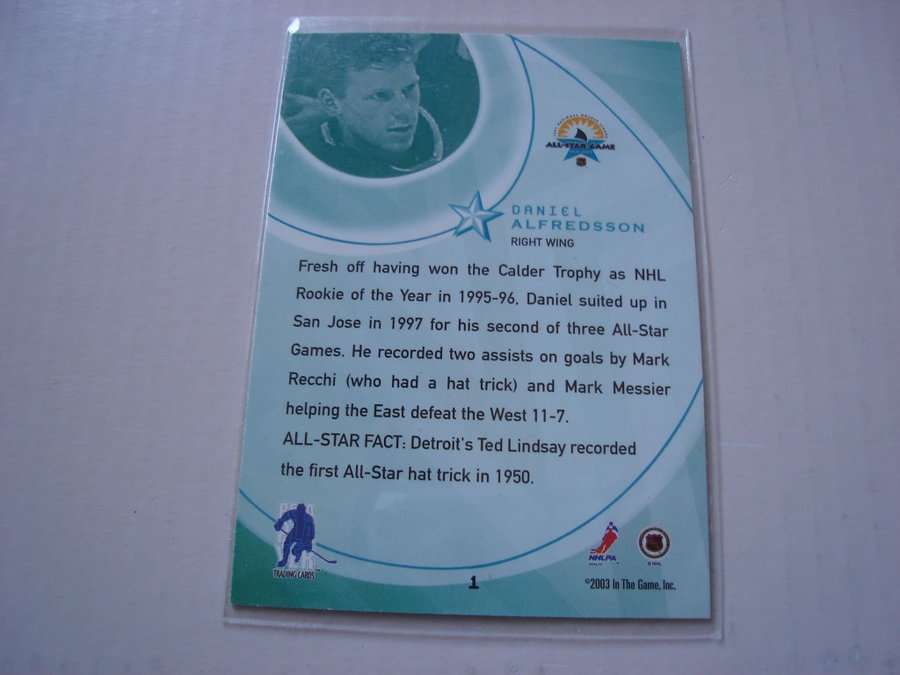 ALL-STAR GAME
DANIEL
ALFREDSSON
RIGHT WING
Fresh off having won the Calder Trophy as NHL
Rookie of the Year in 1995-96, Daniel suited up in
San Jose in 1997 for his second of three All-Star
Games. He recorded two assists on goals by Mark
Recchi (who had a hat trick) and Mark Messier
helping the East defeat the West 11-7.
ALL-STAR FACT: Detroit's Ted Lindsay recorded
the first All-Star hat trick in 1950.
TRADING CARDS™
NHLPA
© NHL
1
©2003 In The Game, Inc.